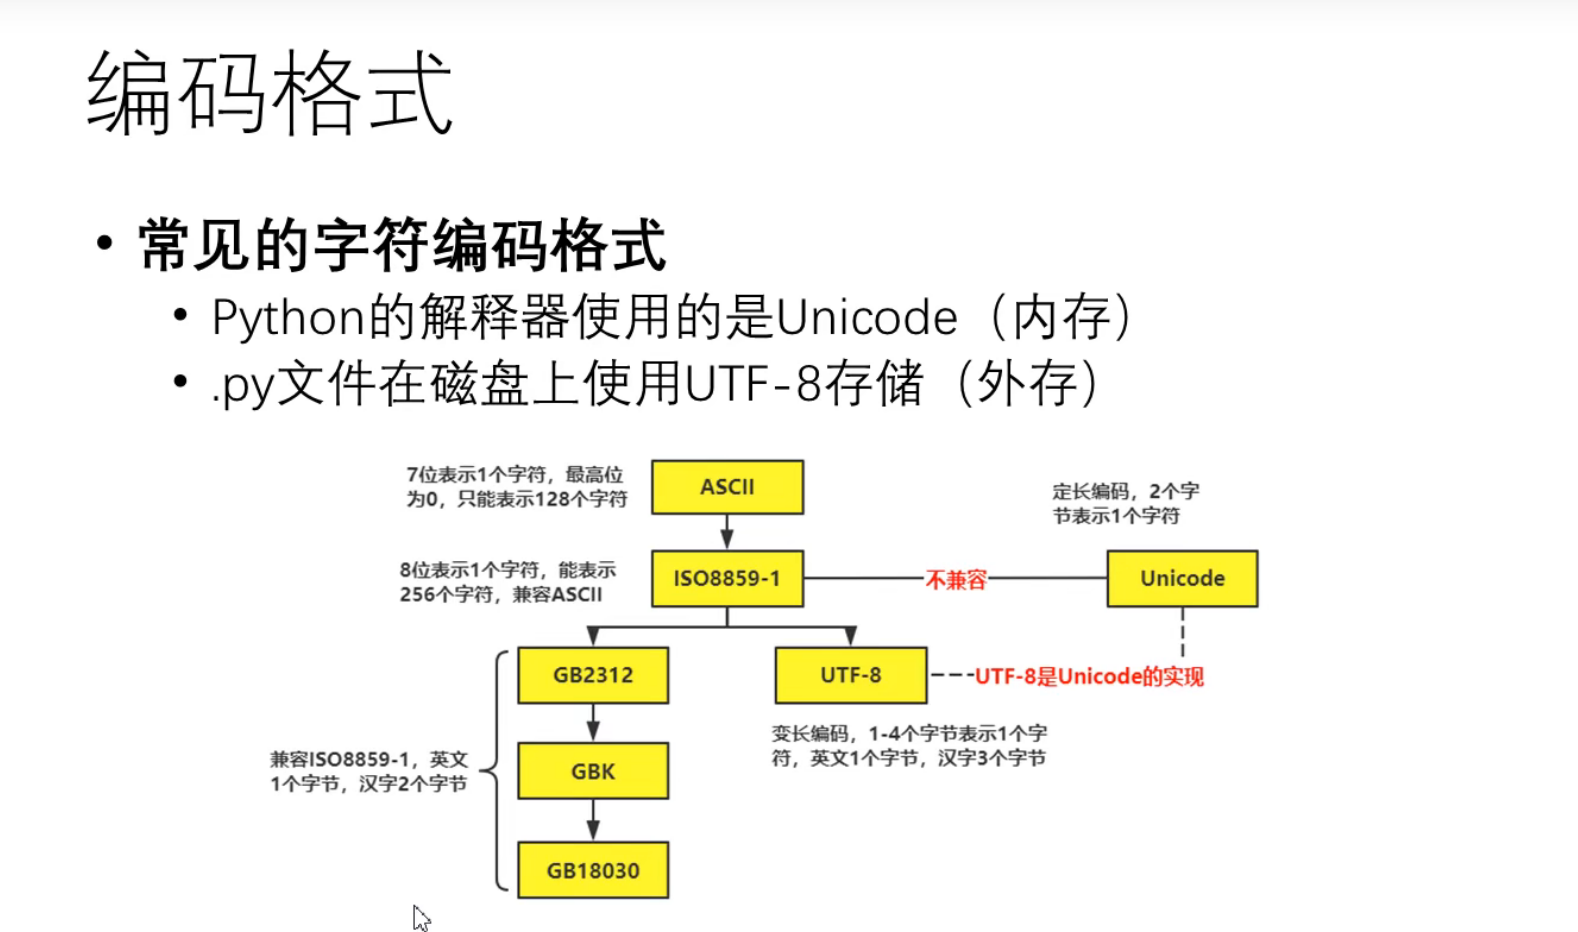 编码格式
• 常见的字符编码格式
• Python的解释器使用的是Unicode（内存）
• .py文件在磁盘上使用UTF-8存储（外存）
7位表示1个字符，最高位
为0，只能表示128个字符
ASCII
定长编码，2个字
节表示1个字符
8位表示1个字符，能表示
256个字符，兼容ASCII
ISO8859-1
不兼容
Unicode
GB2312
UTF-8
UTF-8是Unicode的实现
变长编码，1-4个字节表示1个字
符，英文1个字节，汉字3个字节
兼容ISO8859-1，英文
1个字节，汉字2个字节
GBK
GB18030